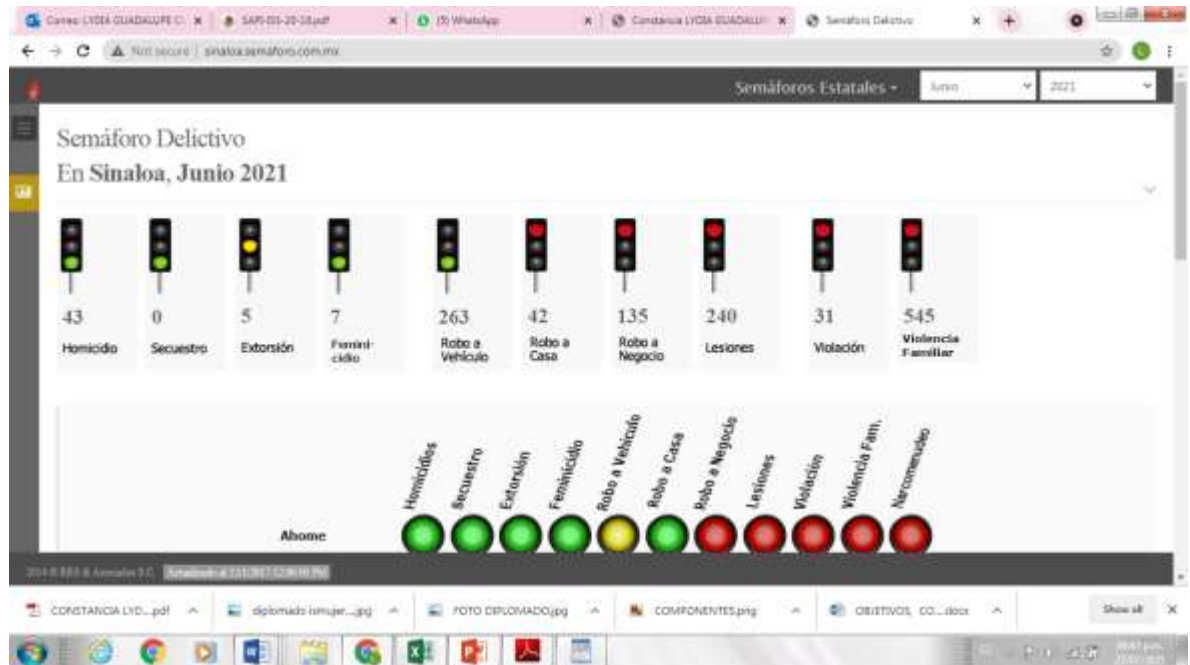 Correo: LYDIA GUADALUPE
SAPI-ISS-20-18.pdf
(5) WhatsApp
Constancia LYDIA GUADALU
Semáforo Delictivo
Not secure | sinaloa.semaforo.com.mx
Semáforos Estatales
Junio
2021
Semáforo Delictivo
En Sinaloa, Junio 2021
43
0
5
7
263
42
135
240
31
545
Homicidio
Secuestro
Extorsión
Femini-
cidio
Robo a
Vehículo
Robo a
Casa
Robo a
Negocio
Lesiones
Violación
Violencia
Familiar
Homicidios
Secuestro
Extorsión
Feminicidio
Robo a Vehículo
Robo a Casa
Robo a Negocio
Lesiones
Violación
Violencia Fam.
Narcomenudeo
Ahome
CONSTANCIA LYD....pdf
diplomado ismujer....jpg
FOTO DIPLOMADO.jpg
COMPONENTES.png
OBJETIVOS, CO....docx
Show all